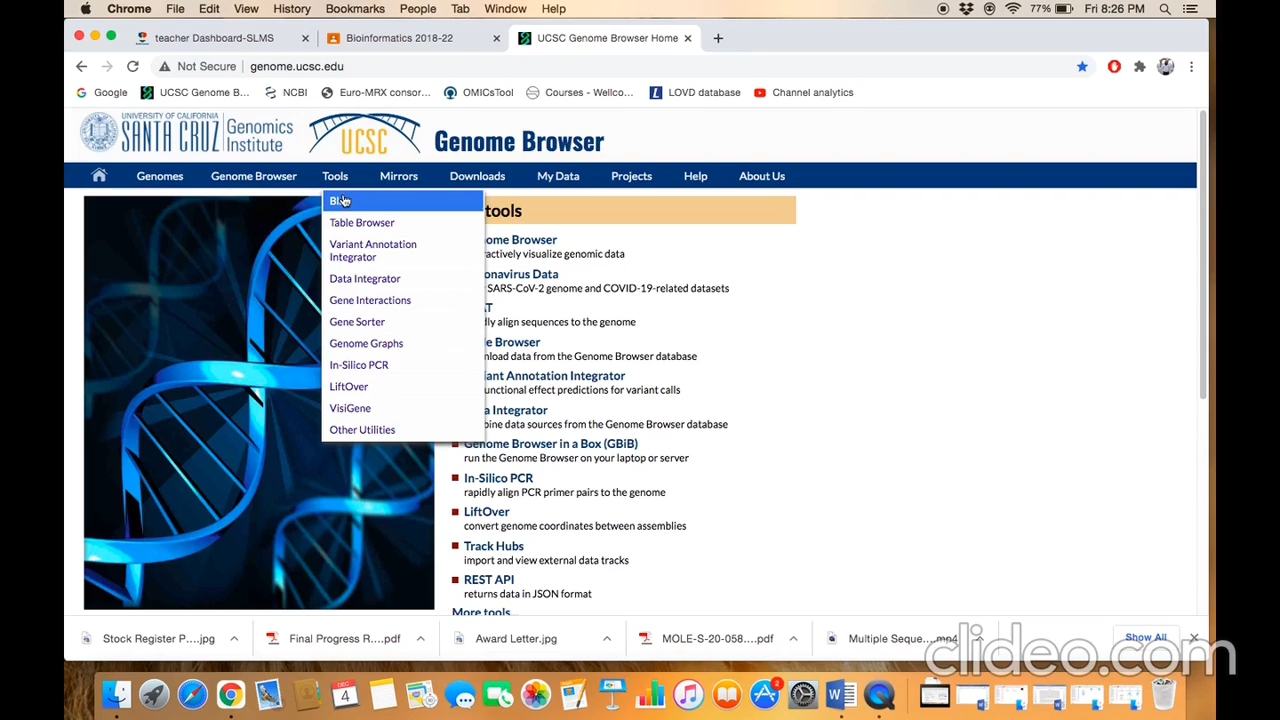 Chrome File Edit View History Bookmarks People Tab Window Help 77% Fri 8:26 PM
teacher Dashboard-SLMS Bioinformatics 2018-22 UCSC Genome Browser Home
Not Secure genome.ucsc.edu
Google UCSC Genome B... NCBI Euro-MRX consor... OMICsTool Courses - Wellco... LOVD database Channel analytics
UNIVERSITY OF CALIFORNIA
SANTA CRUZ Genomics Institute UCSC Genome Browser
Genomes Genome Browser Tools Mirrors Downloads My Data Projects Help About Us
Table Browser
Variant Annotation
Integrator
Data Integrator
Gene Interactions
Gene Sorter
Genome Graphs
In-Silico PCR
LiftOver
VisiGene
Other Utilities
tools
ome Browser
ractively visualize genomic data
onavirus Data
SARS-CoV-2 genome and COVID-19-related datasets
AT
dly align sequences to the genome
e Browser
nload data from the Genome Browser database
ant Annotation Integrator
functional effect predictions for variant calls
a Integrator
bine data sources from the Genome Browser database
Genome Browser in a Box (GBiB)
run the Genome Browser on your laptop or server
In-Silico PCR
rapidly align PCR primer pairs to the genome
LiftOver
convert genome coordinates between assemblies
Track Hubs
import and view external data tracks
REST API
returns data in JSON format
More tools...
Stock Register P....jpg Final Progress R....pdf Award Letter.jpg MOLE-S-20-058....pdf Multiple Seque....mp4 Show All
clideo.com
DEC
4
2